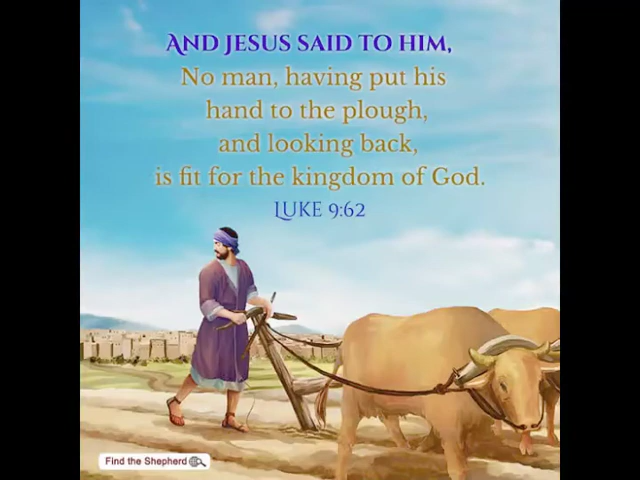 AND JESUS SAID TO HIM,
No man, having put his
hand to the plough,
and looking back,
is fit for the kingdom of God.
LUKE 9:62
Find the Shepherd